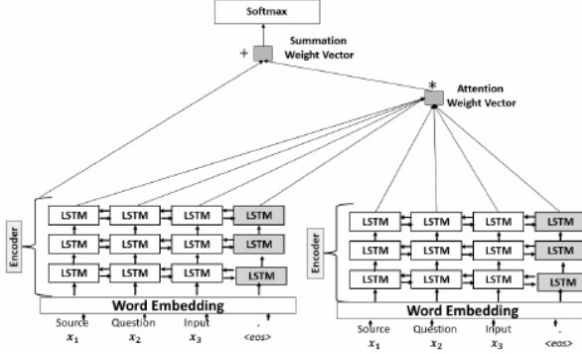 Softmax
+
Summation
Weight Vector
*
Attention
Weight Vector
Encoder
LSTM LSTM LSTM LSTM
LSTM LSTM LSTM LSTM
LSTM LSTM LSTM LSTM
Word Embedding
Source Question Input .
x₁ x₂ x₃ <eos>
Encoder
LSTM LSTM LSTM LSTM
LSTM LSTM LSTM LSTM
LSTM LSTM LSTM LSTM
Word Embedding
Source Question Input .
x₁ x₂ x₃ <eos>